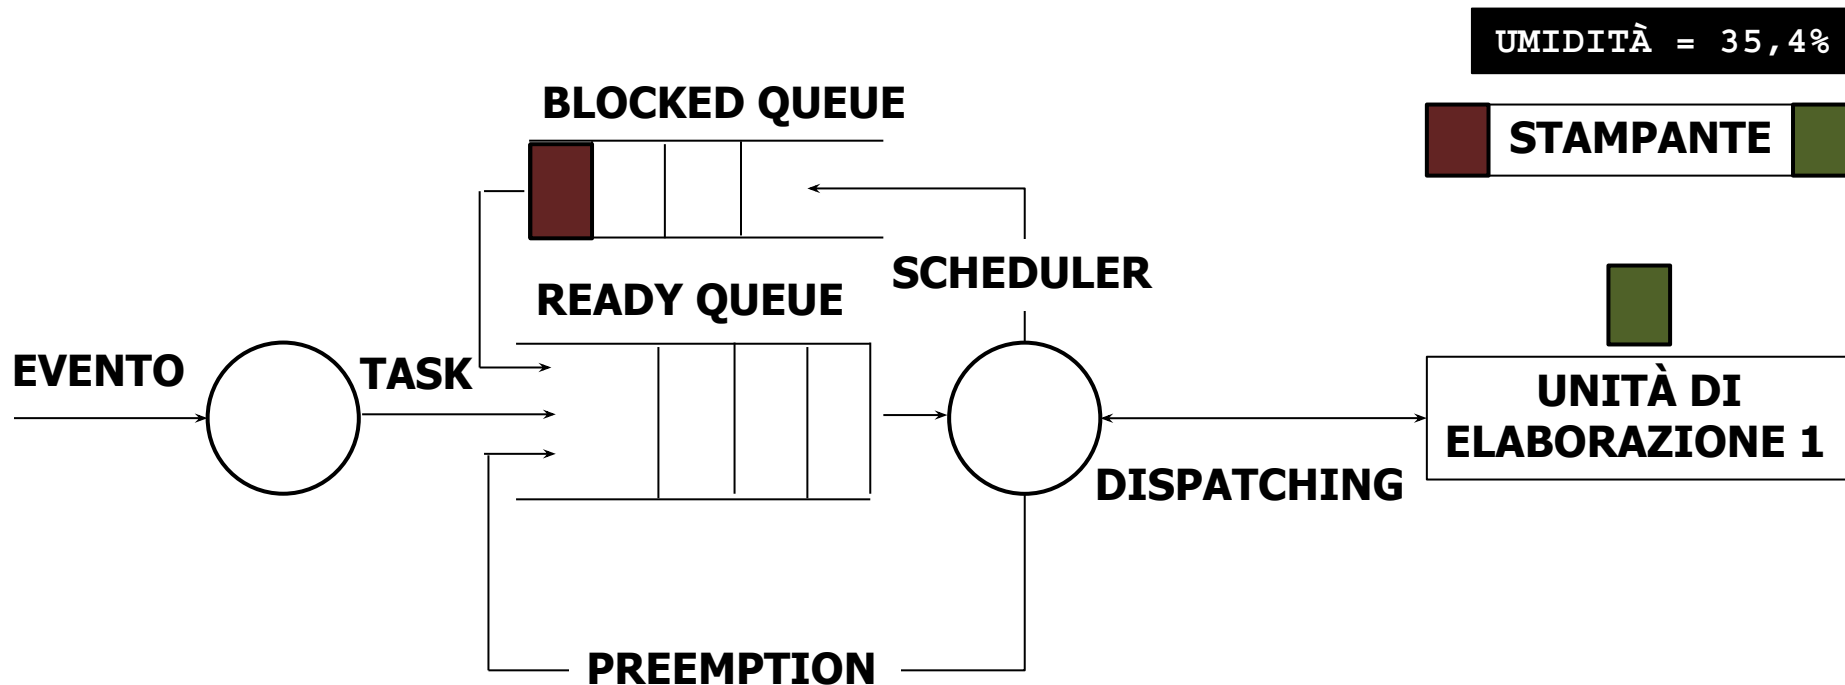 UMIDITÀ = 35,4%
BLOCKED QUEUE
STAMPANTE
SCHEDULER
READY QUEUE
EVENTO
TASK
UNITÀ DI
ELABORAZIONE 1
DISPATCHING
PREEMPTION